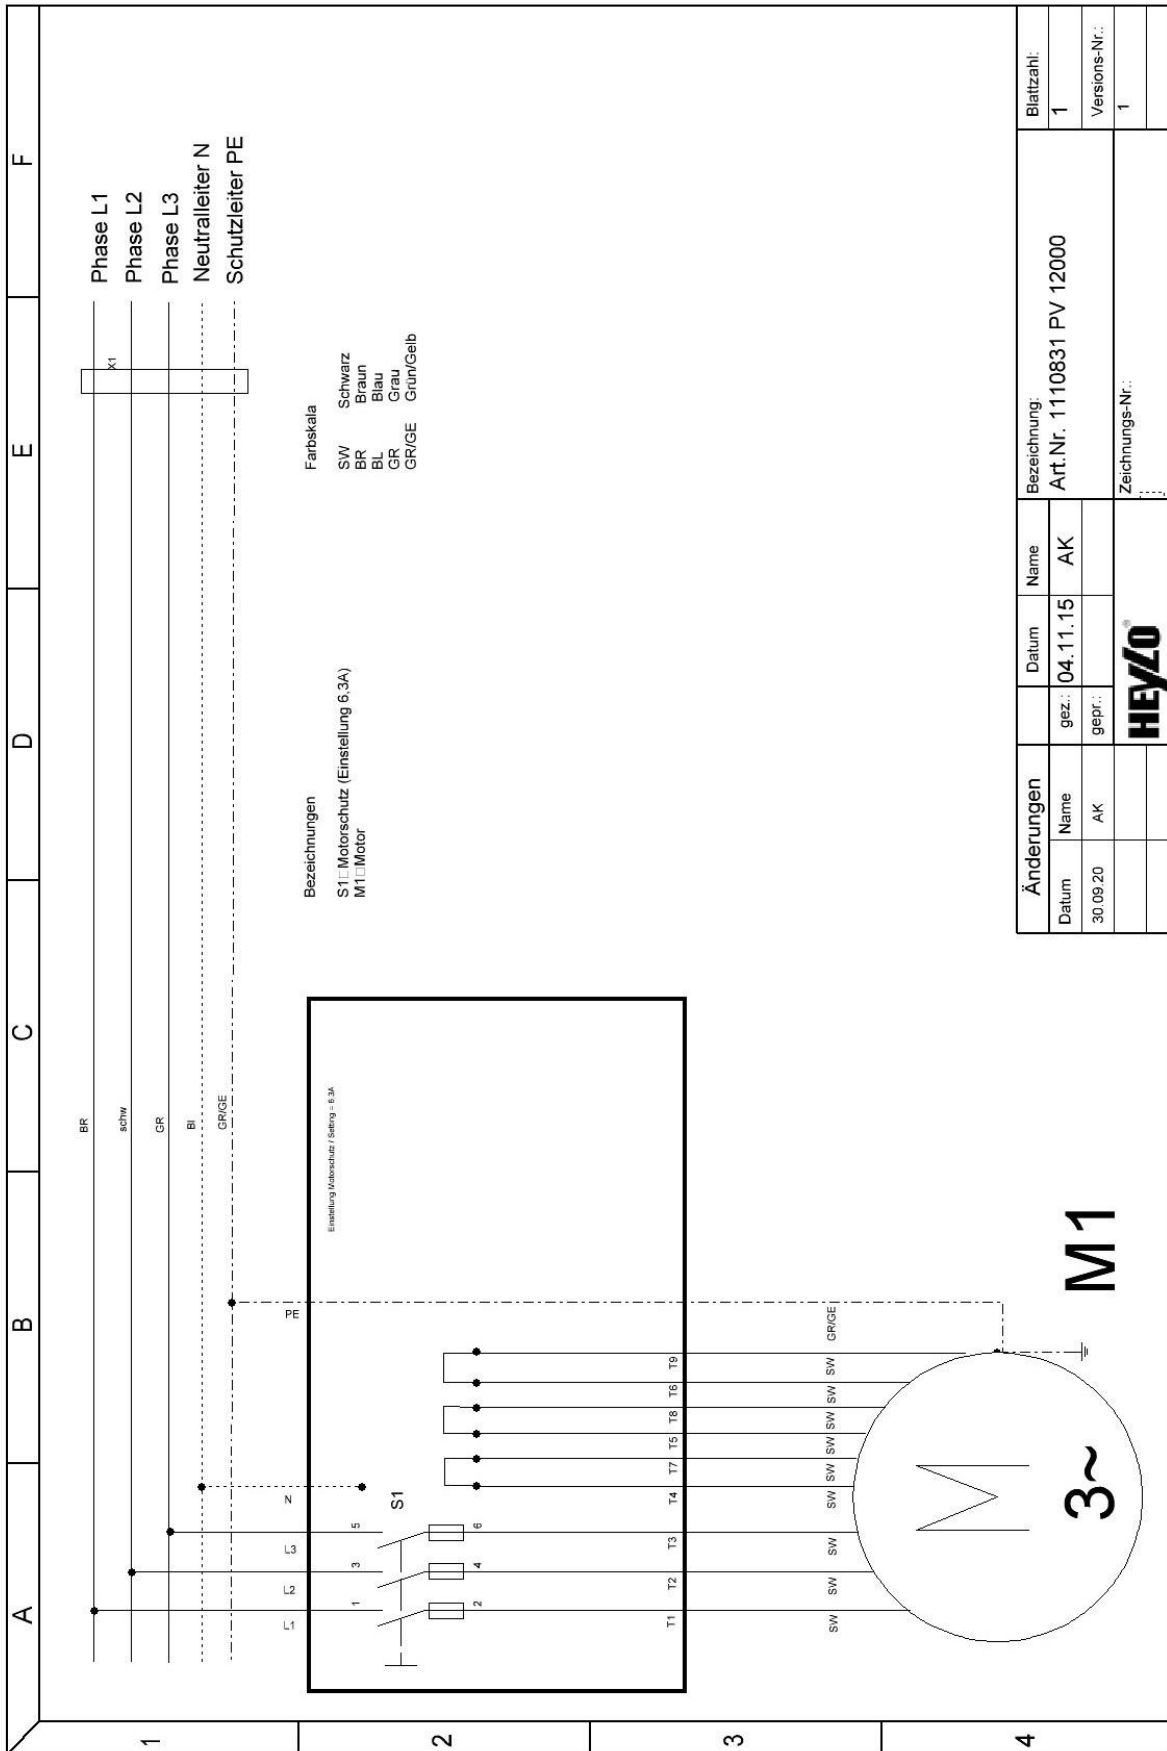 A B C D E F
1
2
3
4
Phase L1
Phase L2
Phase L3
Neutralleiter N
Schutzleiter PE
X1
BR
schw
GR
Bl
GR/GE
L1 L2 L3 N PE
1 3 5
S1
2 4 6
Einstellung Motorschutz / Setting = 6.3A
Bezeichnungen
S1 Motorschutz (Einstellung 6,3A)
M1 Motor
Farbskala
SW Schwarz
BR Braun
BL Blau
GR Grau
GR/GE Grün/Gelb
T1 T2 T3 T4 T7 T5 T8 T6 T9
SW SW SW SW SW SW SW SW SW GR/GE
M
3~
M1
Änderungen
Datum Name
30.09.20 AK
Datum Name
gez.: 04.11.15 AK
gepr.:
HEYLO®
Bezeichnung:
Art.Nr. 1110831 PV 12000
Zeichnungs-Nr.:
Blattzahl:
1
Versions-Nr.:
1